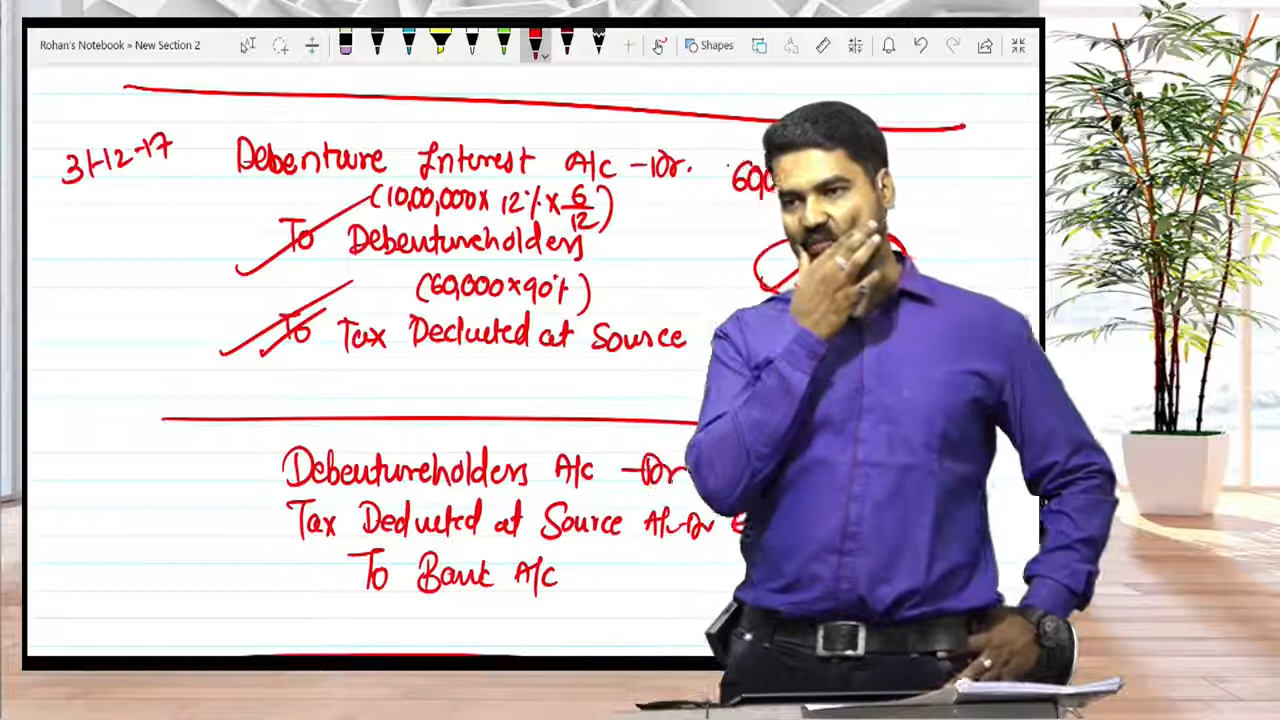 Rohan's Notebook » New Section 2
Shapes
31-12-17 Debenture Interest A/C -Dr.
(10,00,000 x 12% x 6/12)
To Debentureholders
(60,000 x 90%)
To Tax Deducted at Source
Debentureholders A/C -Dr
Tax Deducted at Source A/C-Dr
To Bank A/C